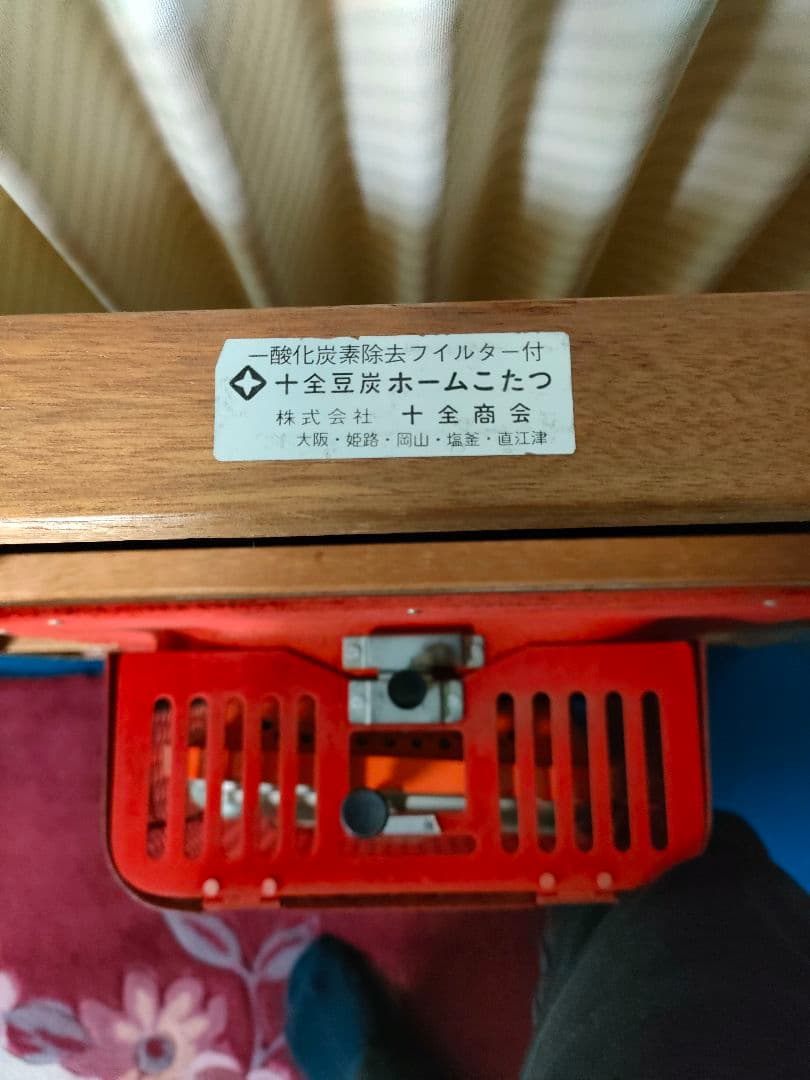 一酸化炭素除去フイルター付
十全豆炭ホームこたつ
株式会社 十全商会
大阪・姫路・岡山・塩釜・直江津